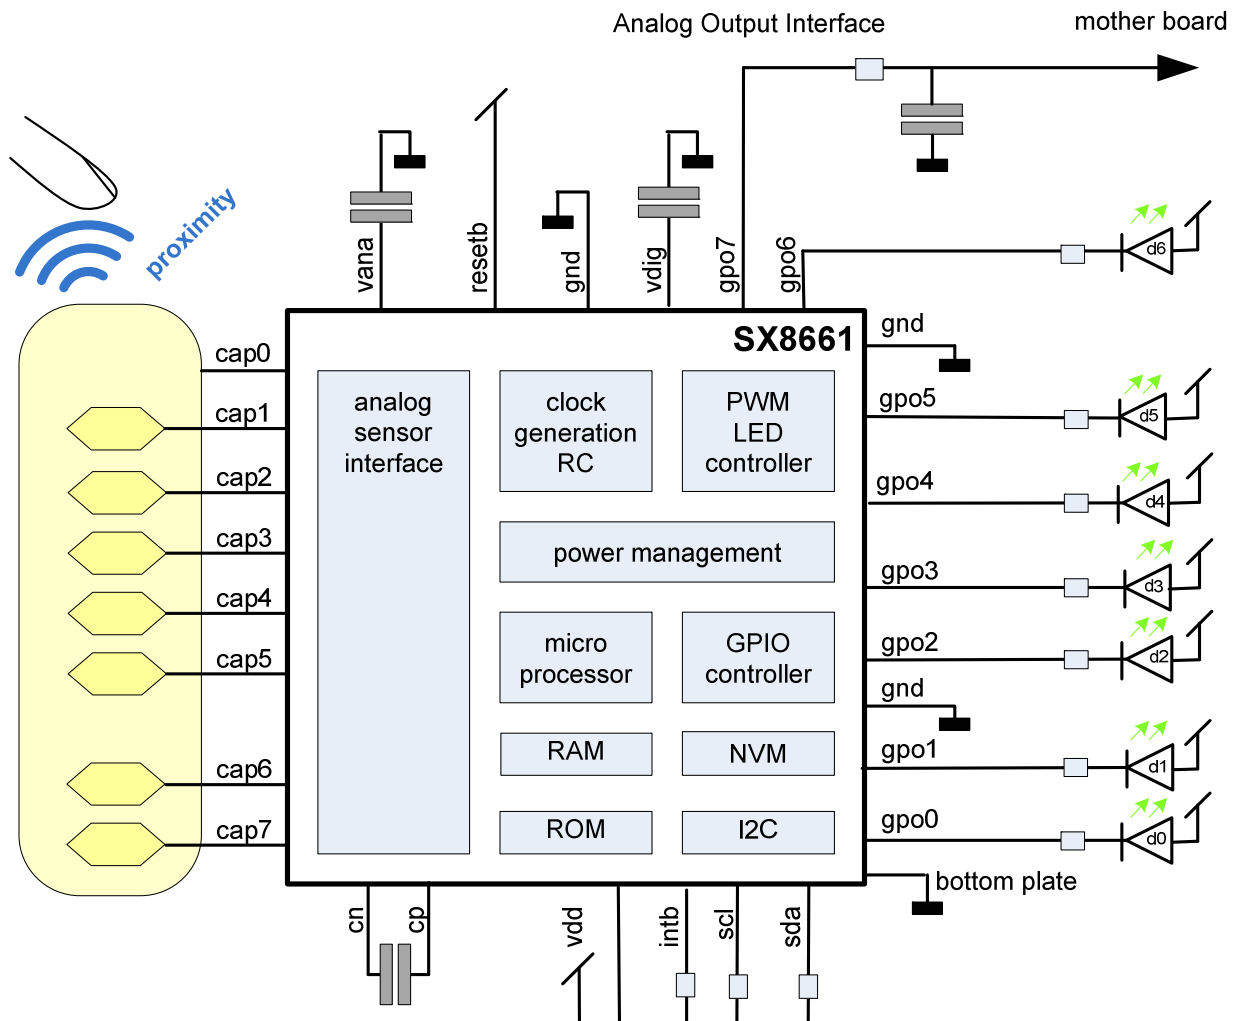 Analog Output Interface
mother board
proximity
vana
resetb
gnd
vdig
gpo7
gpo6
d6
SX8661
gnd
cap0
cap1
cap2
cap3
cap4
cap5
cap6
cap7
analog
sensor
interface
clock
generation
RC
PWM
LED
controller
power management
micro
processor
GPIO
controller
RAM
NVM
ROM
I2C
gpo5
d5
gpo4
d4
gpo3
d3
gpo2
d2
gnd
gpo1
d1
gpo0
d0
bottom plate
cn
cp
vdd
intb
scl
sda